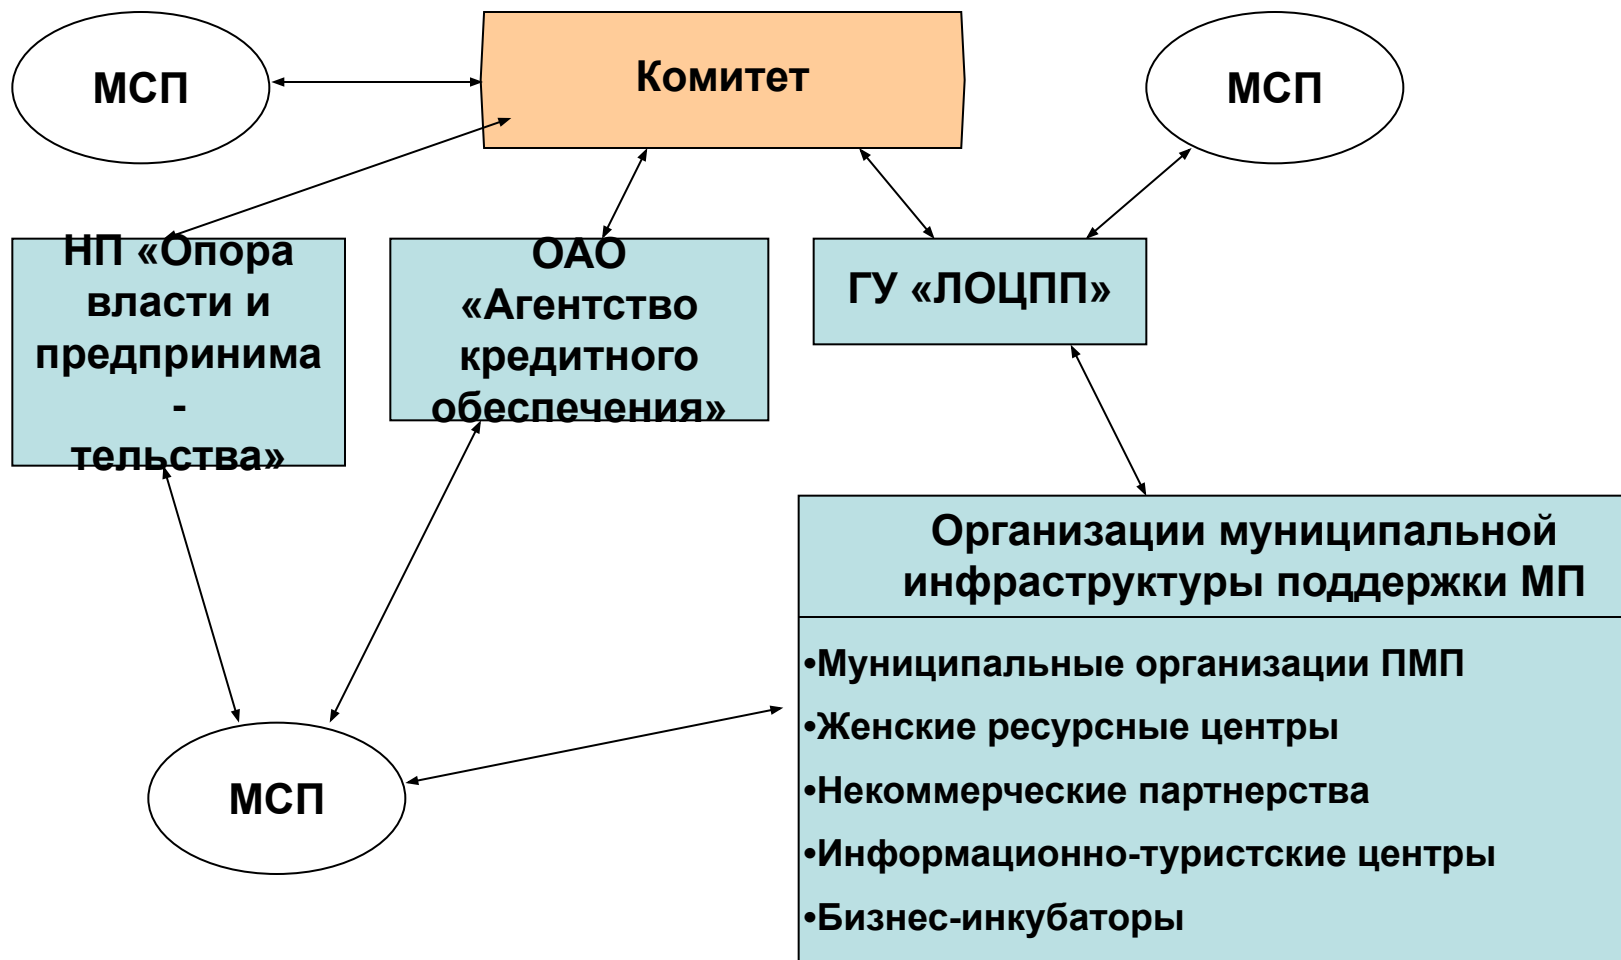 МСП
Комитет
МСП
НП «Опора
власти и
предпринима
-
тельства»
ОАО
«Агентство
кредитного
обеспечения»
ГУ «ЛОЦПП»
Организации муниципальной
инфраструктуры поддержки МП
•Муниципальные организации ПМП
•Женские ресурсные центры
•Некоммерческие партнерства
•Информационно-туристские центры
•Бизнес-инкубаторы
МСП